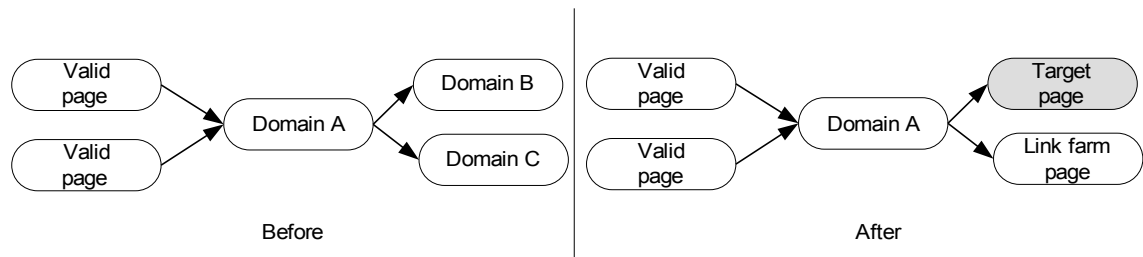 Valid
page
Valid
page
Domain A
Domain B
Domain C
Before
Valid
page
Valid
page
Domain A
Target
page
Link farm
page
After